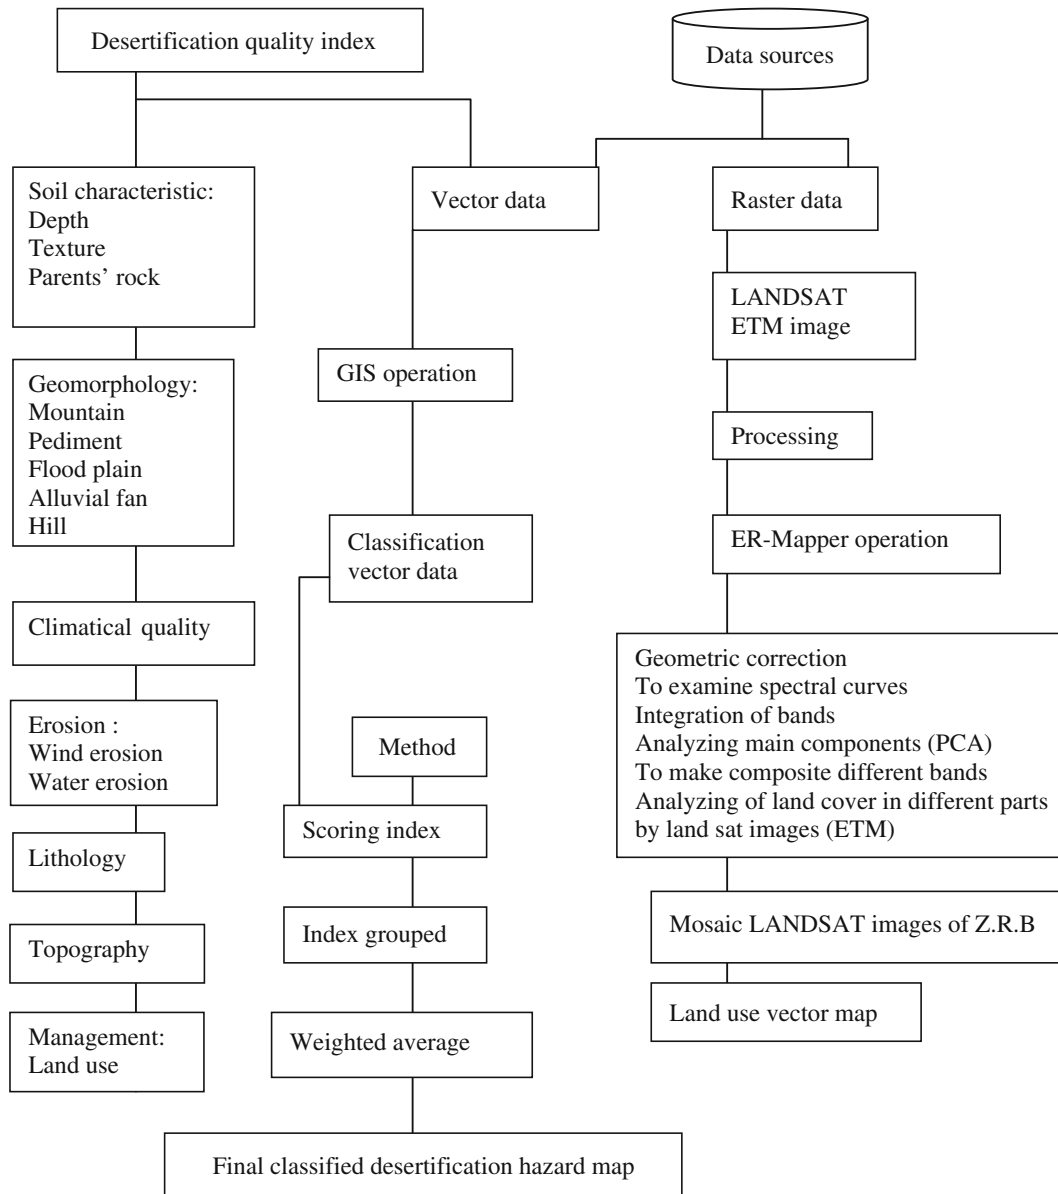 Desertification quality index
Data sources
Soil characteristic:
Depth
Texture
Parents’ rock
Vector data
Raster data
LANDSAT
ETM image
Geomorphology:
Mountain
Pediment
Flood plain
Alluvial fan
Hill
GIS operation
Processing
Classification
vector data
ER-Mapper operation
Climatical quality
Geometric correction
To examine spectral curves
Integration of bands
Analyzing main components (PCA)
To make composite different bands
Analyzing of land cover in different parts
by land sat images (ETM)
Erosion :
Wind erosion
Water erosion
Method
Scoring index
Lithology
Index grouped
Mosaic LANDSAT images of Z.R.B
Topography
Land use vector map
Management:
Land use
Weighted average
Final classified desertification hazard map